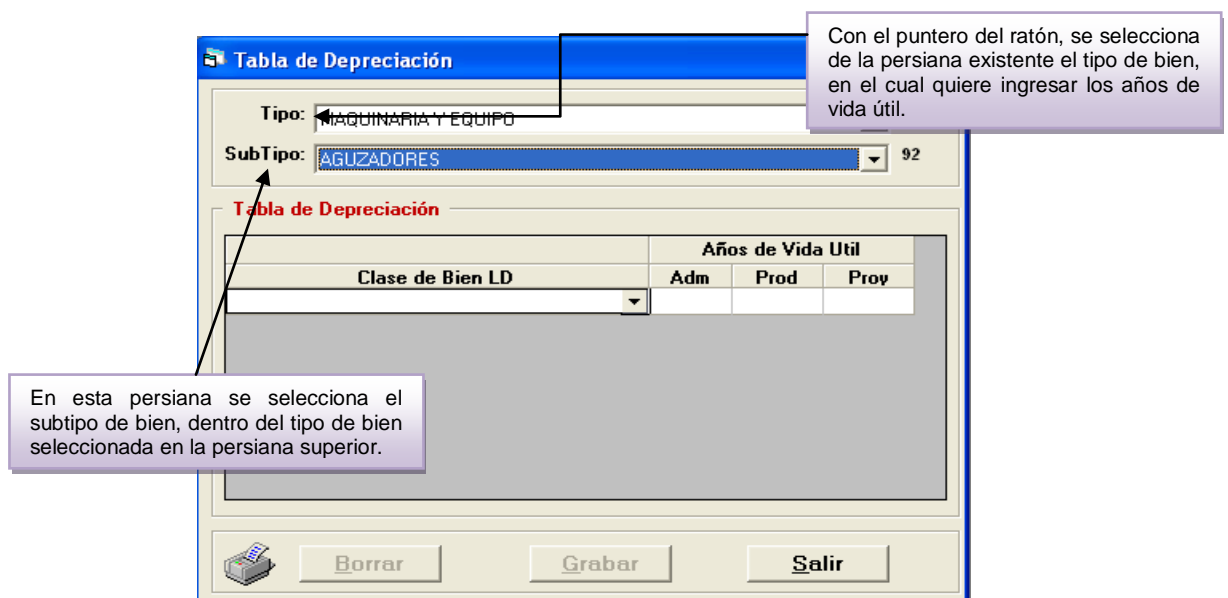 Con el puntero del ratón, se selecciona
de la persiana existente el tipo de bien,
en el cual quiere ingresar los años de
vida útil.
Tabla de Depreciación
Tipo: MAQUINARIA Y EQUIPO
SubTipo: AGUZADORES 92
Tabla de Depreciación
Años de Vida Util
Clase de Bien LD Adm Prod Proy
En esta persiana se selecciona el
subtipo de bien, dentro del tipo de bien
seleccionada en la persiana superior.
Borrar Grabar Salir